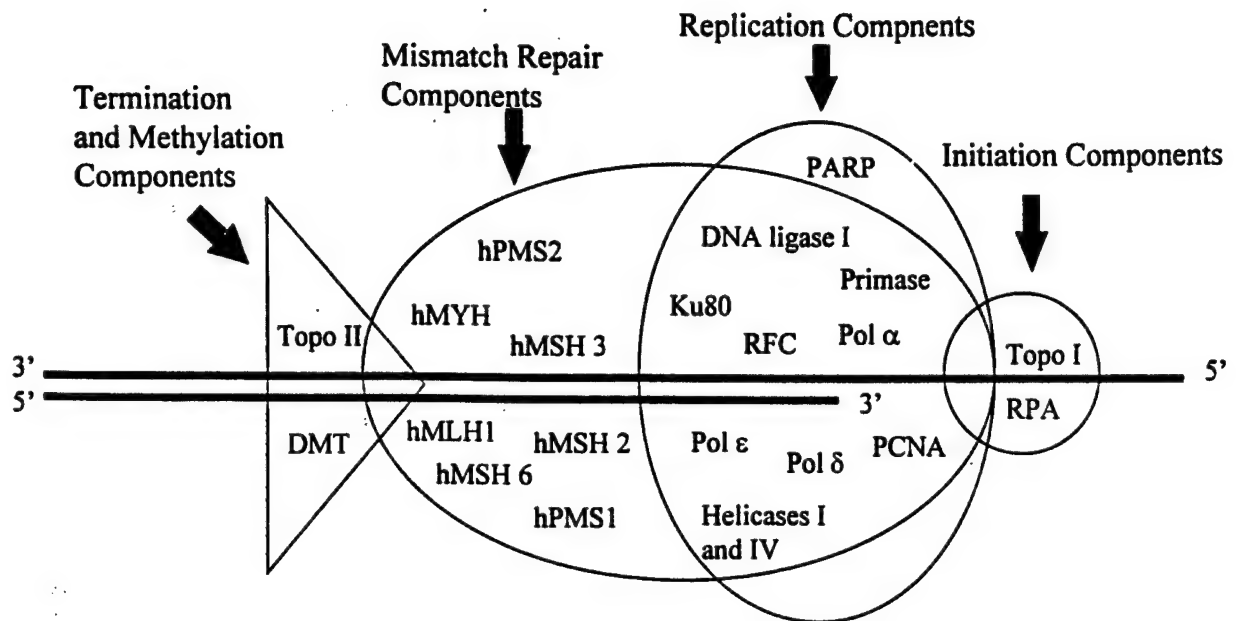 Replication Compnents
Mismatch Repair
Components
Termination
and Methylation
Components
Initiation Components
PARP
DNA ligase I
hPMS2
Primase
Ku80
hMYH
Pol α
Topo II
hMSH 3
RFC
Topo I
3’
5’
5’
3’
RPA
DMT
hMLH1
hMSH 2
Pol ε
PCNA
hMSH 6
Pol δ
hPMS1
Helicases I
and IV